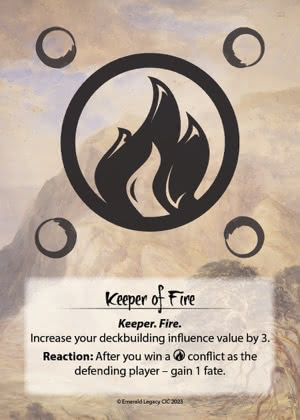 Keeper of Fire
Keeper. Fire.
Increase your deckbuilding influence value by 3.
Reaction: After you win a conflict as the
defending player – gain 1 fate.
© Emerald Legacy CIC 2023